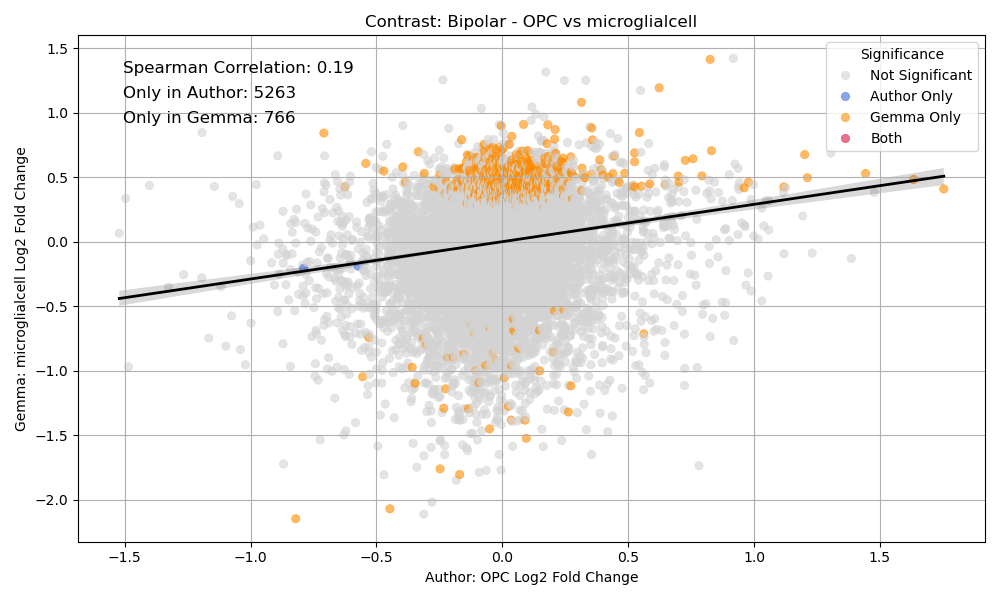 Contrast: Bipolar - OPC vs microglialcell
Spearman Correlation: 0.19
Only in Author: 5263
Only in Gemma: 766
Significance
Not Significant
Author Only
Gemma Only
Both
Gemma: microglialcell Log2 Fold Change
1.5
1.0
0.5
0.0
−0.5
−1.0
−1.5
−2.0
−1.5 −1.0 −0.5 0.0 0.5 1.0 1.5
Author: OPC Log2 Fold Change